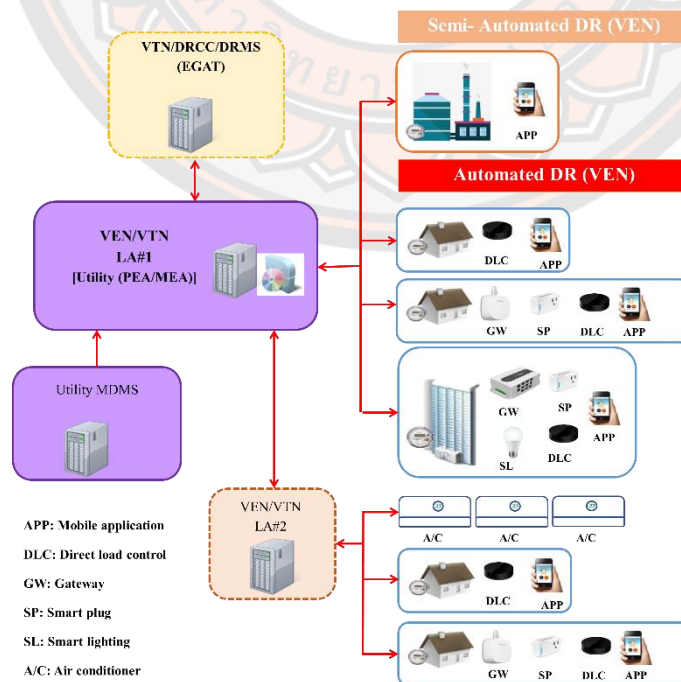 Semi- Automated DR (VEN)
VTN/DRCC/DRMS
(EGAT)
APP
Automated DR (VEN)
VEN/VTN
LA#1
[Utility (PEA/MEA)]
DLC
APP
GW
SP
DLC
APP
Utility MDMS
GW
SP
APP
SL
DLC
VEN/VTN
LA#2
A/C
A/C
A/C
DLC
APP
GW
SP
DLC
APP
APP: Mobile application
DLC: Direct load control
GW: Gateway
SP: Smart plug
SL: Smart lighting
A/C: Air conditioner